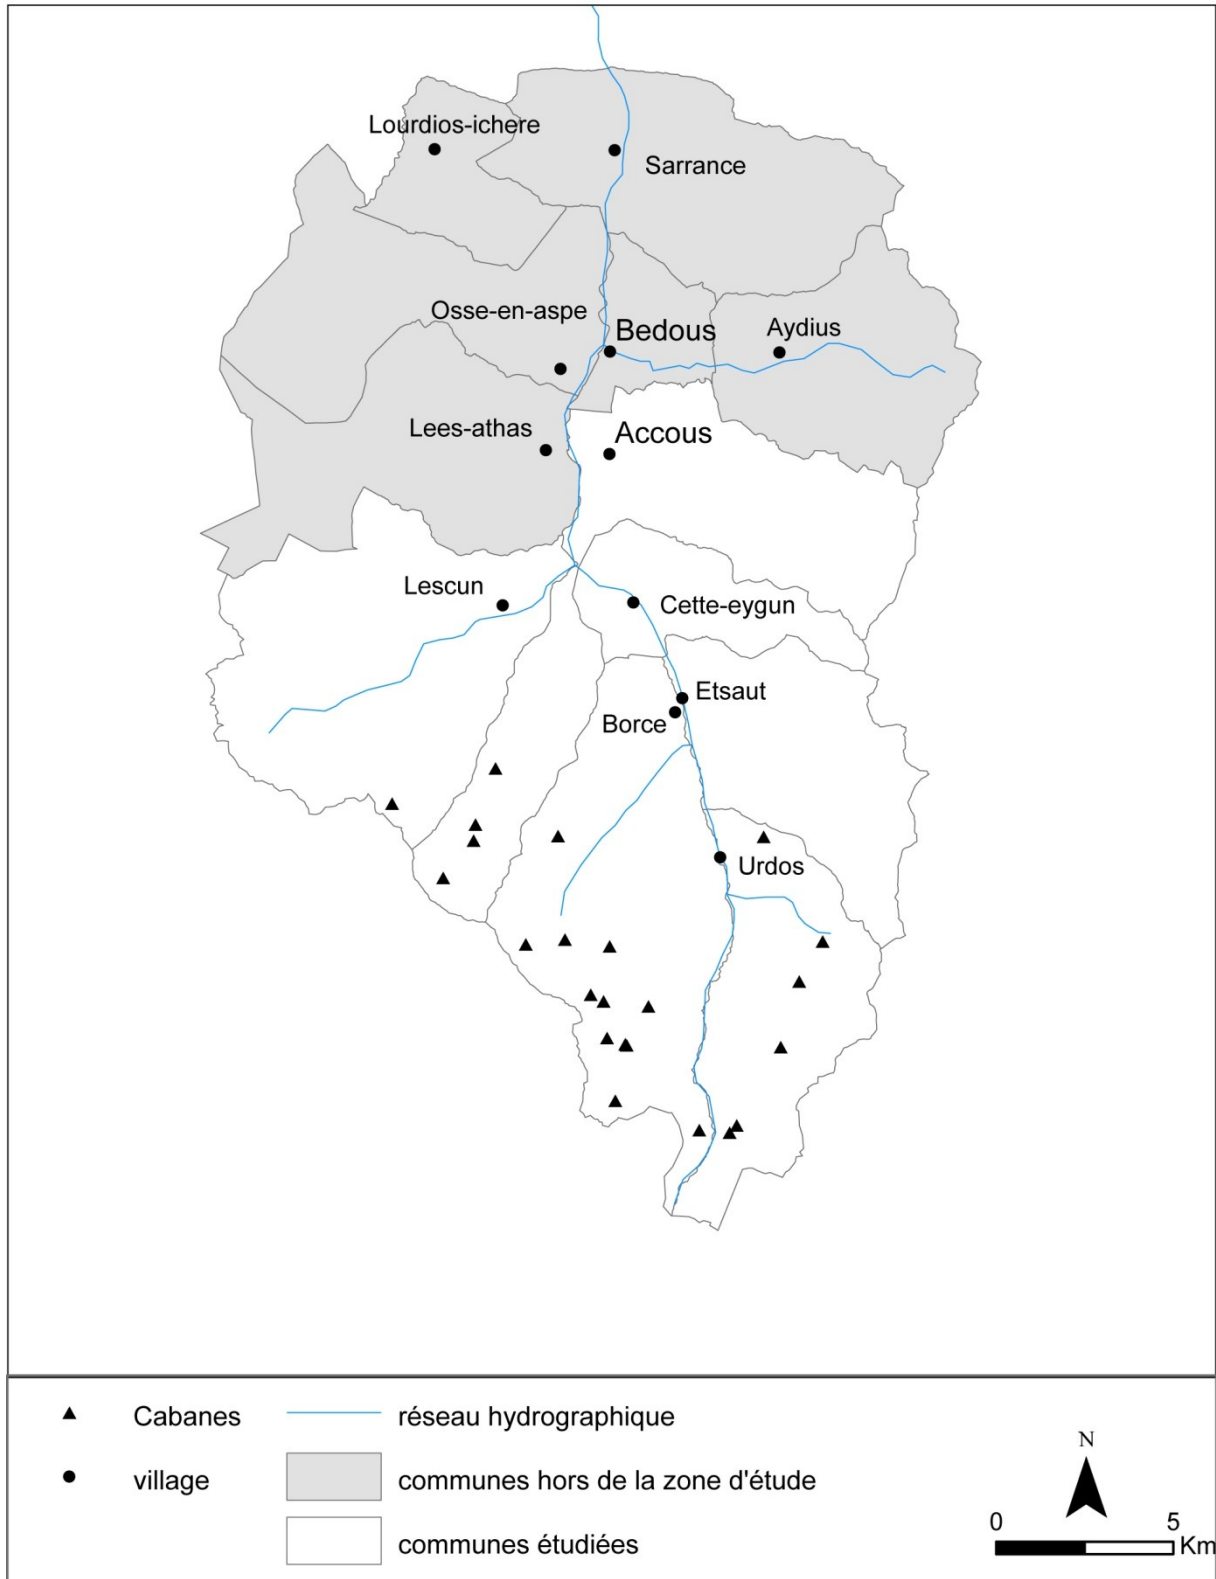 Lourdios-ichere
Sarrance
Osse-en-aspe
Bedous
Aydius
Lees-athas
Accous
Lescun
Cette-eygun
Etsaut
Borce
Urdos
Cabanes
réseau hydrographique
village
communes hors de la zone d'étude
communes étudiées
N
0 5
Km